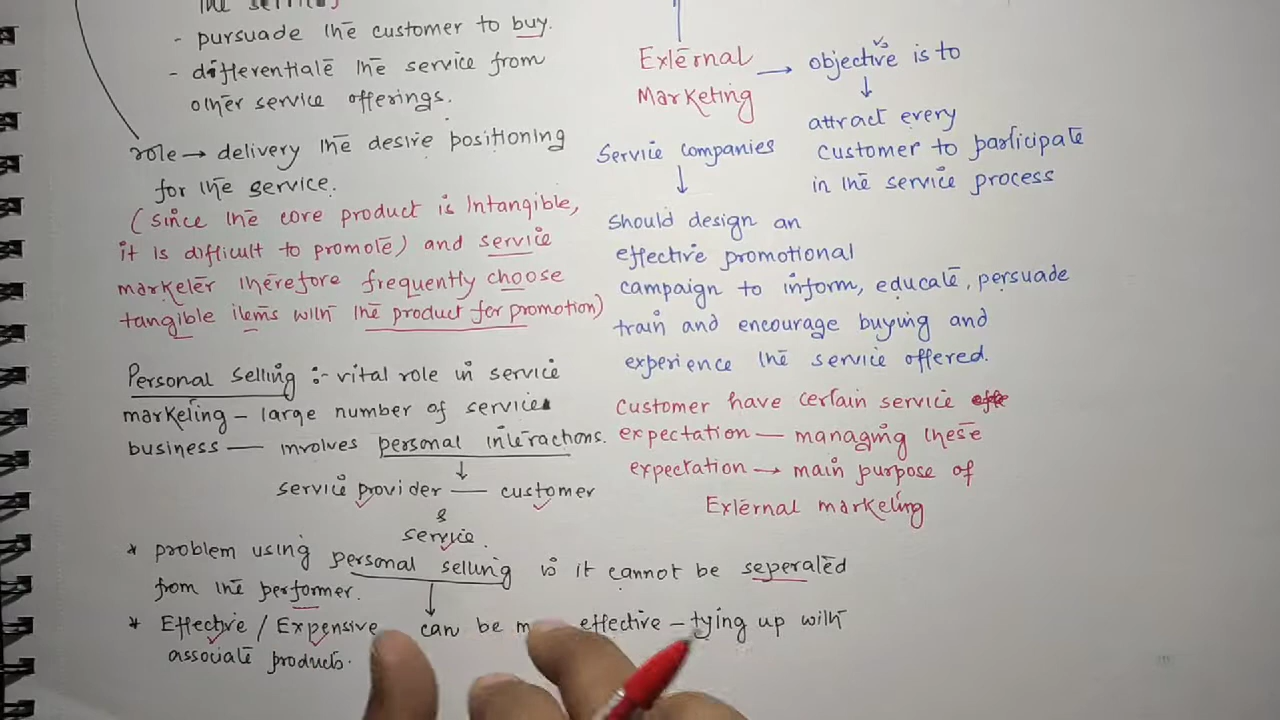 the service
- pursuade the customer to buy.
- differentiate the service from
other service offerings.
role → delivery the desire positioning
for the service.
(since the core product is Intangible,
it is difficult to promote) and service
marketer therefore frequently choose
tangible items with the product for promotion)
Personal selling :- vital role in service
marketing – large number of service
business — involves personal interactions.
↓
service provider — customer
&
service.
* problem using personal selling is it cannot be seperated
from the performer.
↓
* Effective / Expensive can be effective – tying up with
associate products.
External
Marketing → objective is to
↓
attract every
customer to participate
in the service process
Service companies
↓
should design an
effective promotional
campaign to inform, educate, persuade
train and encourage buying and
experience the service offered.
Customer have certain service
expectation — managing these
expectation → main purpose of
External marketing